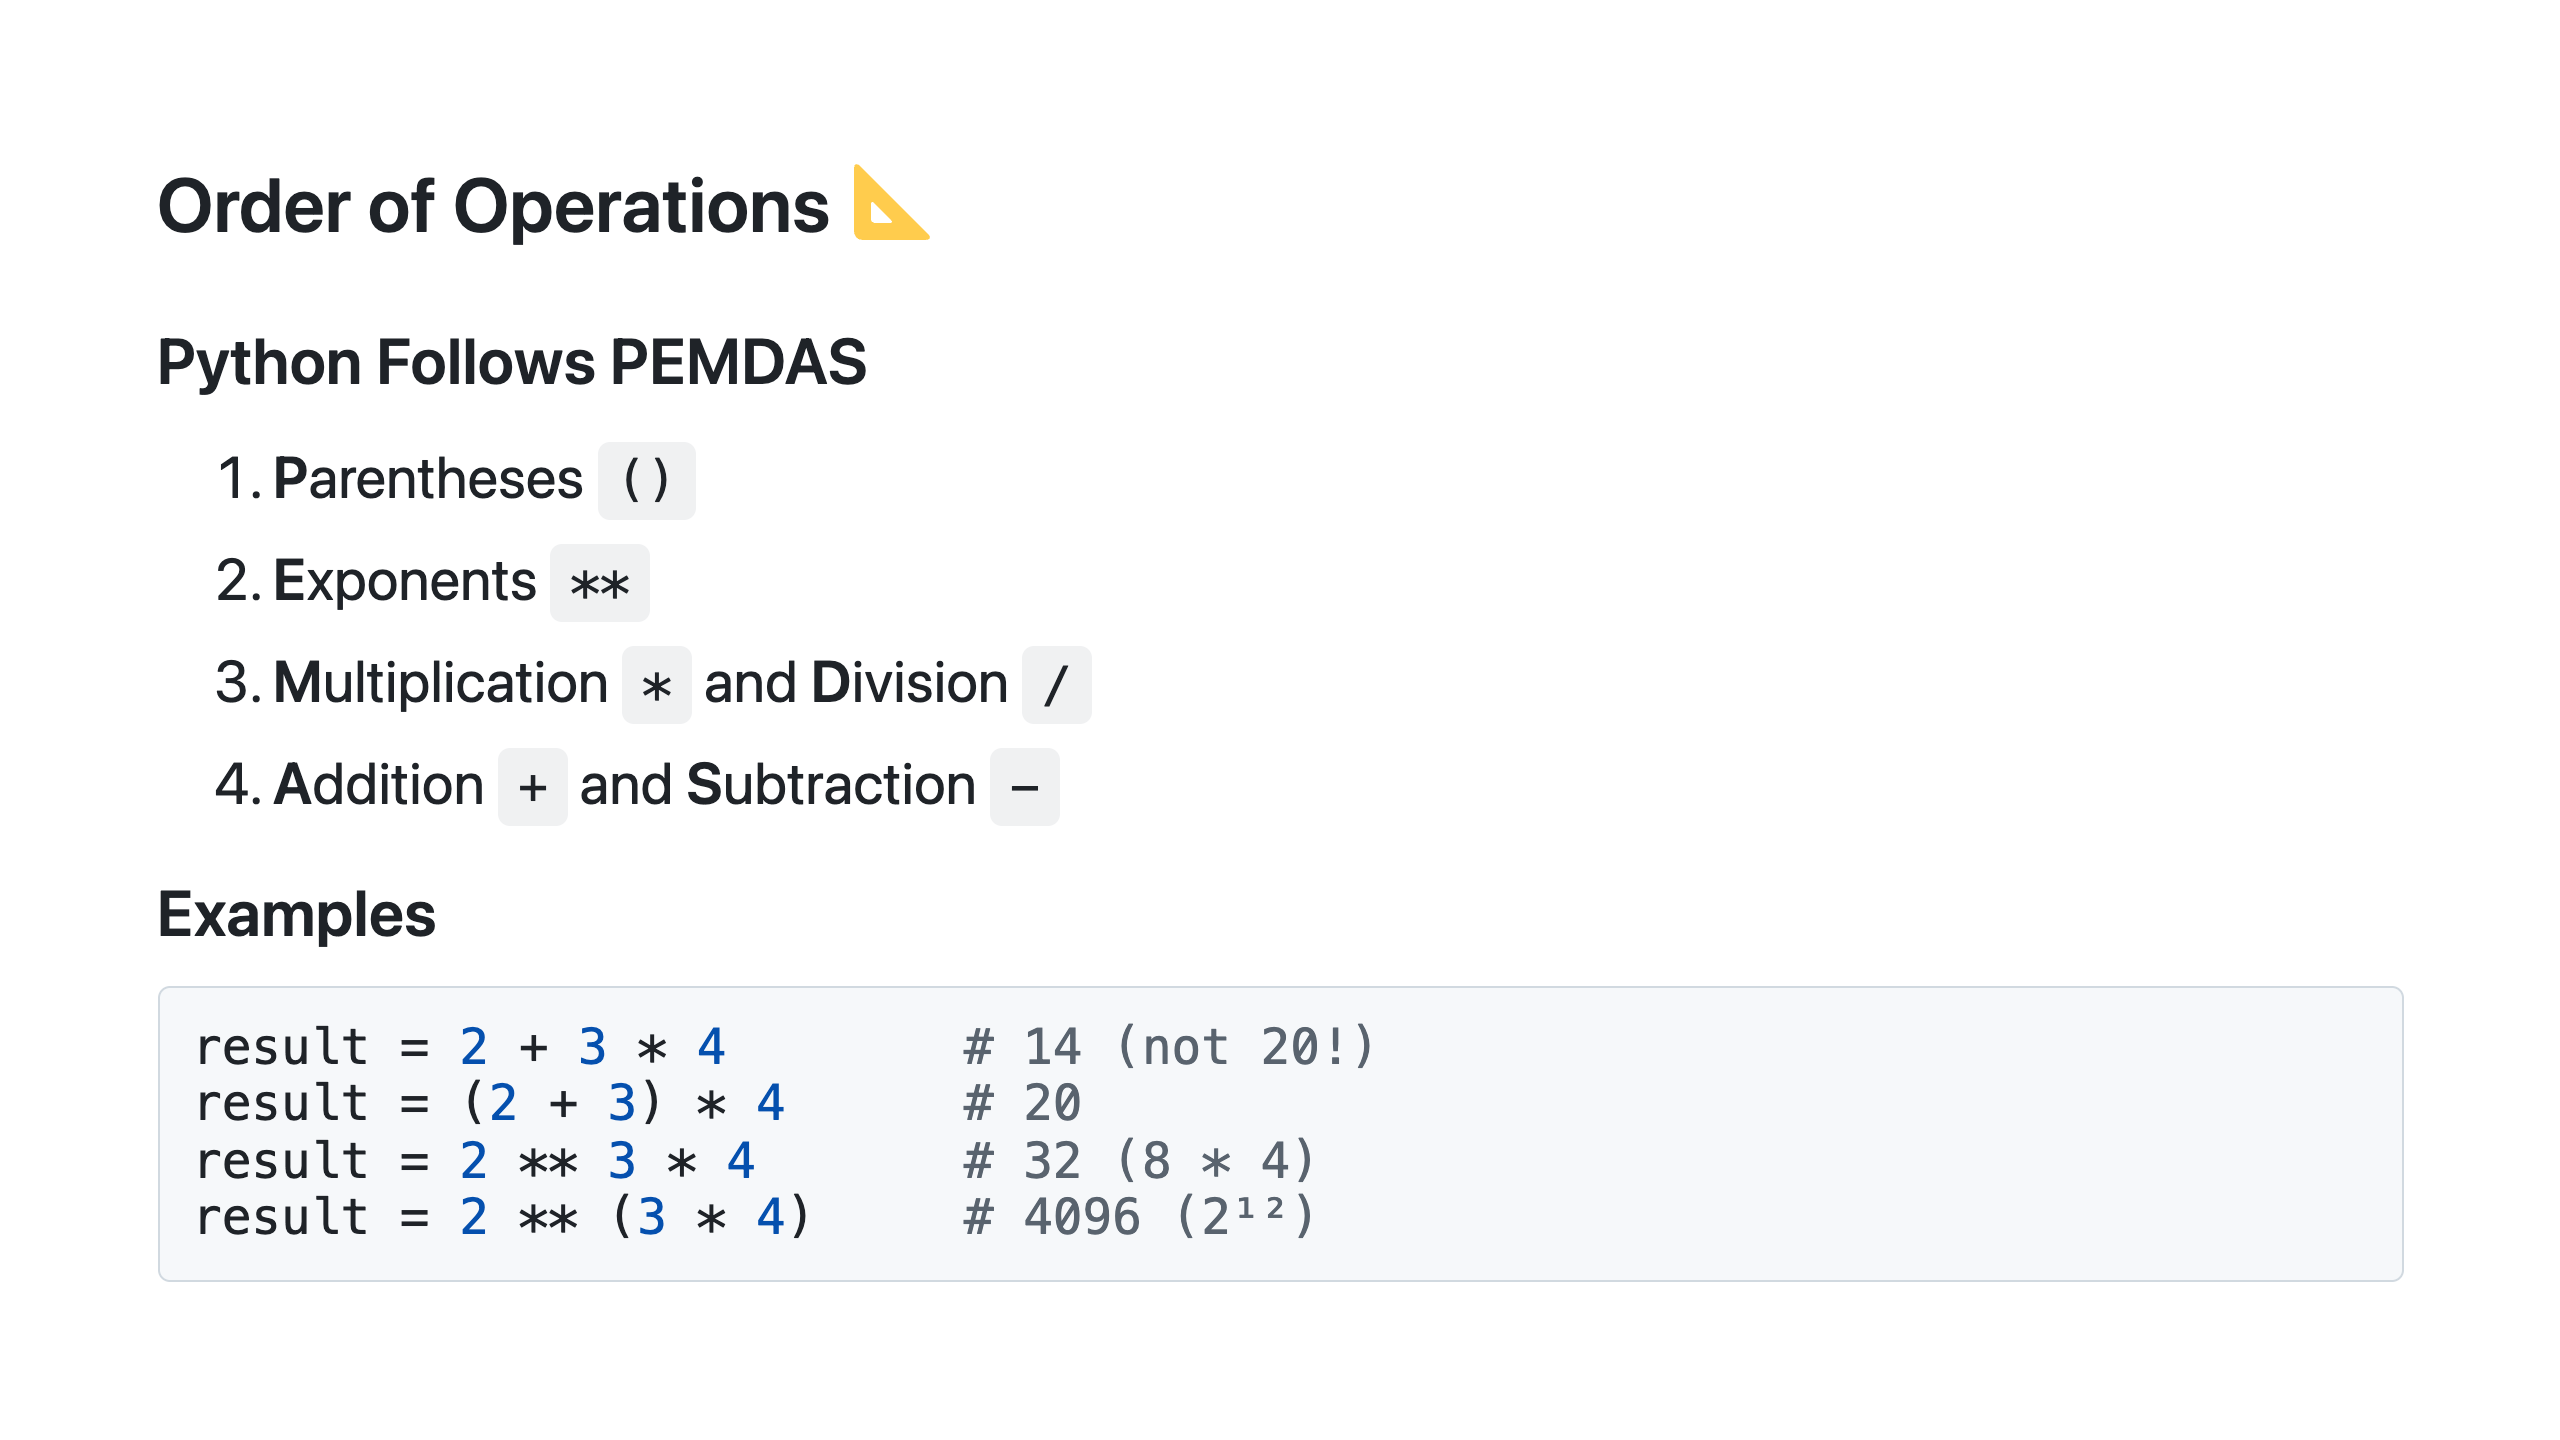 Order of Operations 📐
Python Follows PEMDAS
1. Parentheses ()
2. Exponents **
3. Multiplication * and Division /
4. Addition + and Subtraction -
Examples
result = 2 + 3 * 4        # 14 (not 20!)
result = (2 + 3) * 4      # 20
result = 2 ** 3 * 4       # 32 (8 * 4)
result = 2 ** (3 * 4)     # 4096 (2¹²)